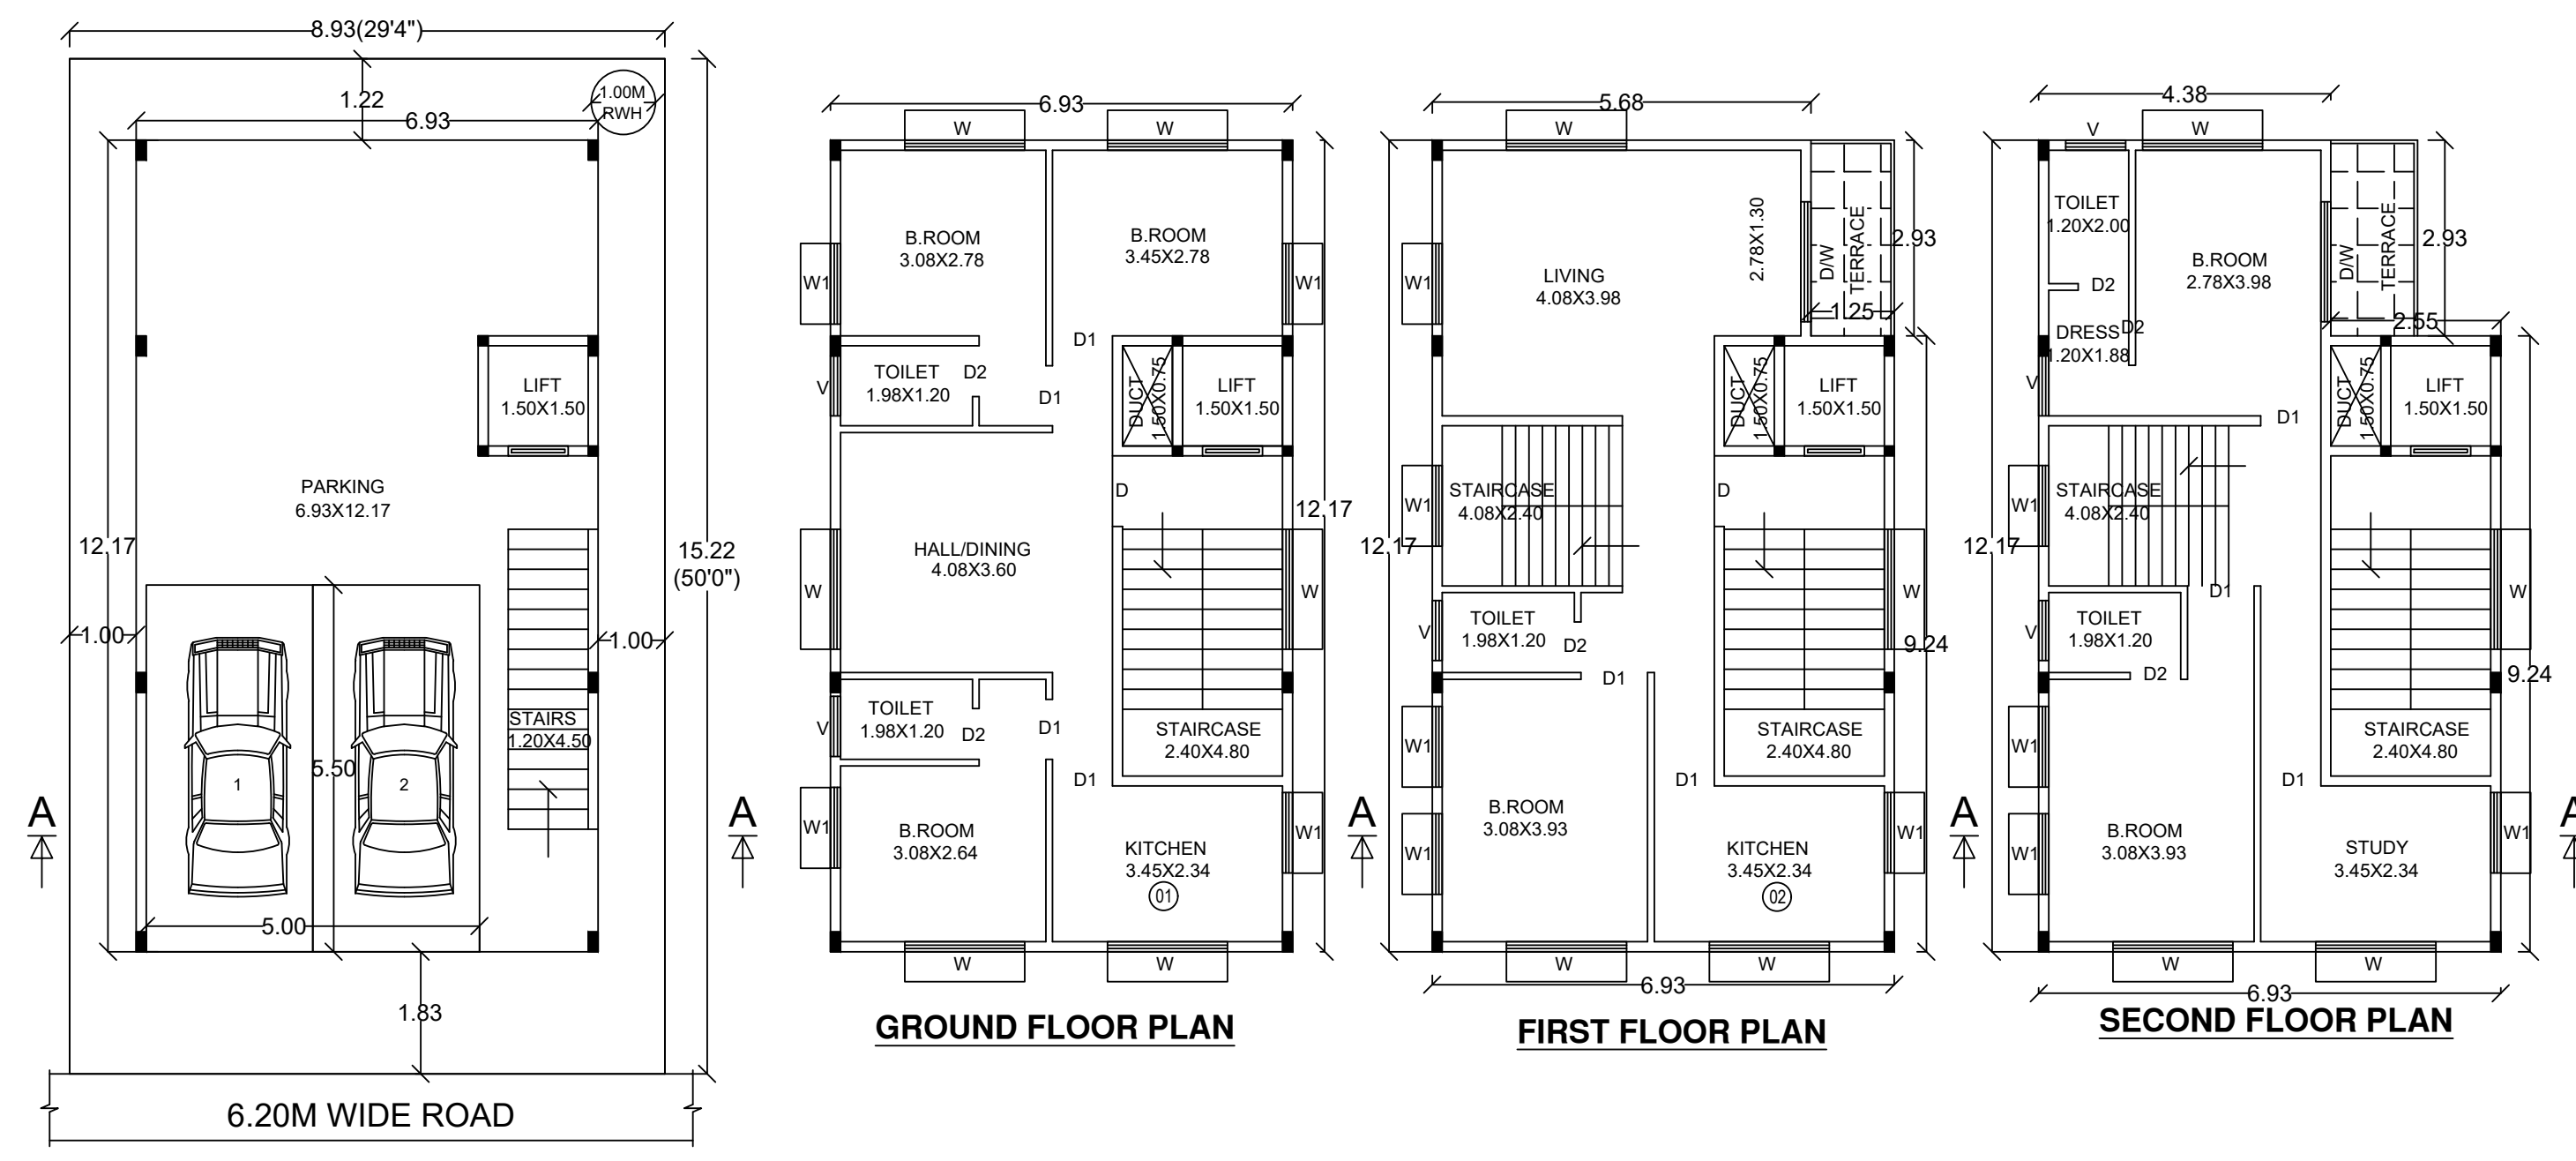 8.93(29'4")
1.22
1.00M
RWH
6.93
LIFT
1.50X1.50
PARKING
6.93X12.17
12.17
15.22
(50'0")
1.00
1.00
STAIRS
1.20X4.50
5.50
1
2
A
A
5.00
1.83
6.20M WIDE ROAD
6.93
W
W
B.ROOM
3.08X2.78
B.ROOM
3.45X2.78
W1
W1
D1
TOILET
1.98X1.20
D2
V
D1
DUCT
1.50X0.75
LIFT
1.50X1.50
D
12.17
HALL/DINING
4.08X3.60
W
W
TOILET
1.98X1.20
D2
V
D1
STAIRCASE
2.40X4.80
D1
W1
B.ROOM
3.08X2.64
KITCHEN
3.45X2.34
01
W1
W
W
GROUND FLOOR PLAN
5.68
W
LIVING
4.08X3.98
2.78X1.30
D/W
TERRACE
2.93
1.25
W1
DUCT
1.50X0.75
LIFT
1.50X1.50
D
STAIRCASE
4.08X2.40
W1
12.17
W
9.24
TOILET
1.98X1.20
V
D2
D1
STAIRCASE
2.40X4.80
W1
D1
A
B.ROOM
3.08X3.93
KITCHEN
3.45X2.34
02
W1
W1
W
W
6.93
FIRST FLOOR PLAN
4.38
V
W
TOILET
1.20X2.00
D2
B.ROOM
2.78X3.98
D/W
TERRACE
2.93
2.55
DRESS
D2
1.20X1.88
V
D1
DUCT
1.50X0.75
LIFT
1.50X1.50
STAIRCASE
4.08X2.40
W1
12.17
D1
W
TOILET
1.98X1.20
V
D2
9.24
STAIRCASE
2.40X4.80
W1
D1
A
B.ROOM
3.08X3.93
STUDY
3.45X2.34
W1
W1
W
W
6.93
SECOND FLOOR PLAN